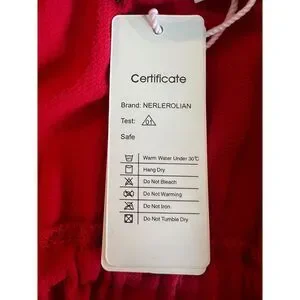 Certificate
Brand: NERLEROLIAN
Test: 01
Safe
Warm Water Under 30℃
Hang Dry
Do Not Bleach
Do Not Warming
Do Not Iron
Do Not Tumble Dry